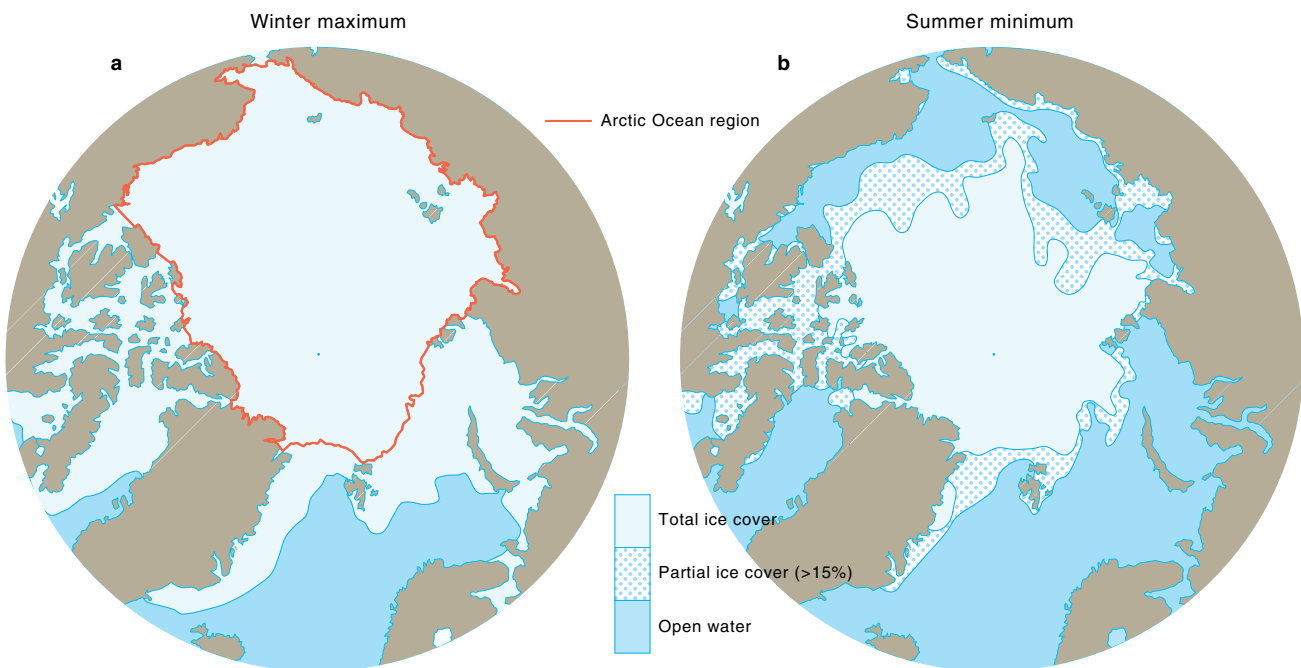 Winter maximum
Summer minimum
a
b
Arctic Ocean region
Total ice cover
Partial ice cover (>15%)
Open water